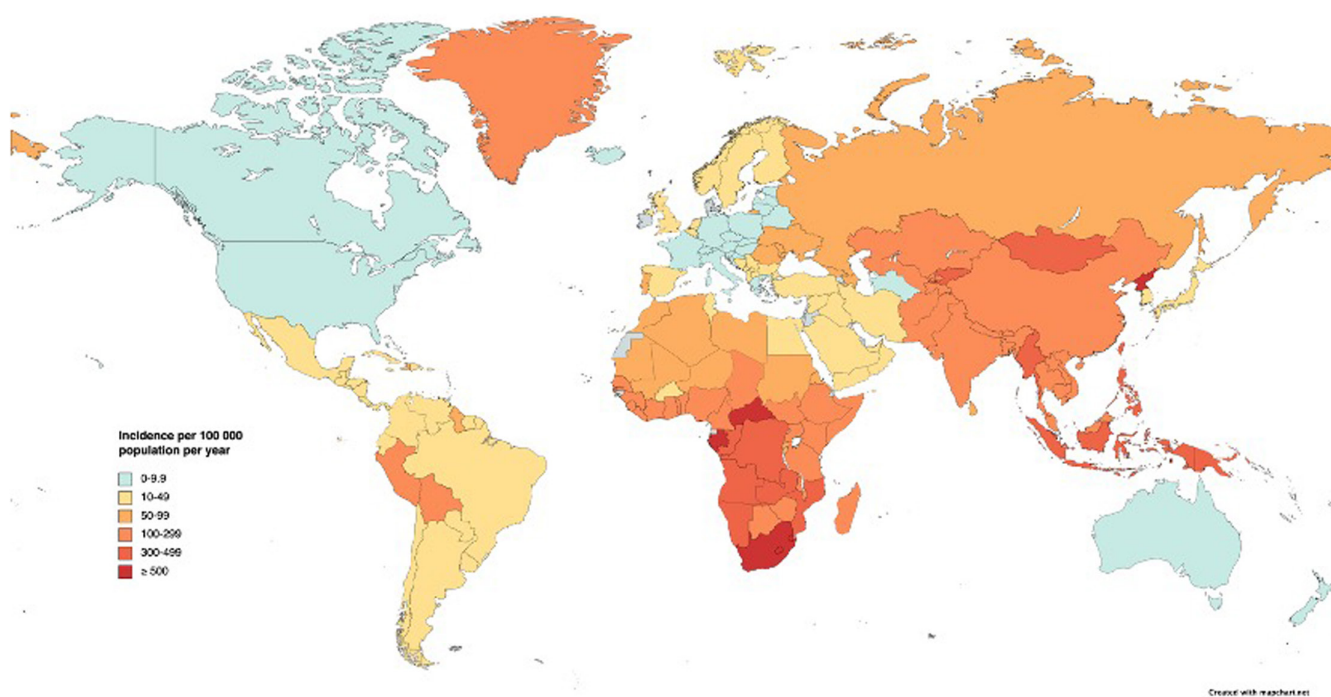 Incidence per 100 000
population per year
0-9.9
10-49
50-99
100-299
300-499
≥ 500
Created with mapchart.net